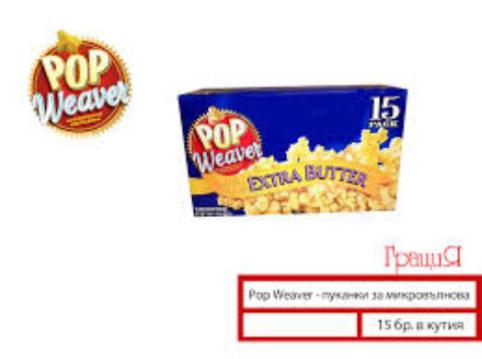 POP
Weaver
15
PACK
POP
Weaver
EXTRA BUTTER
ГрациЯ
Pop Weaver - пуканки за микровълнова
15 бр. в кутия